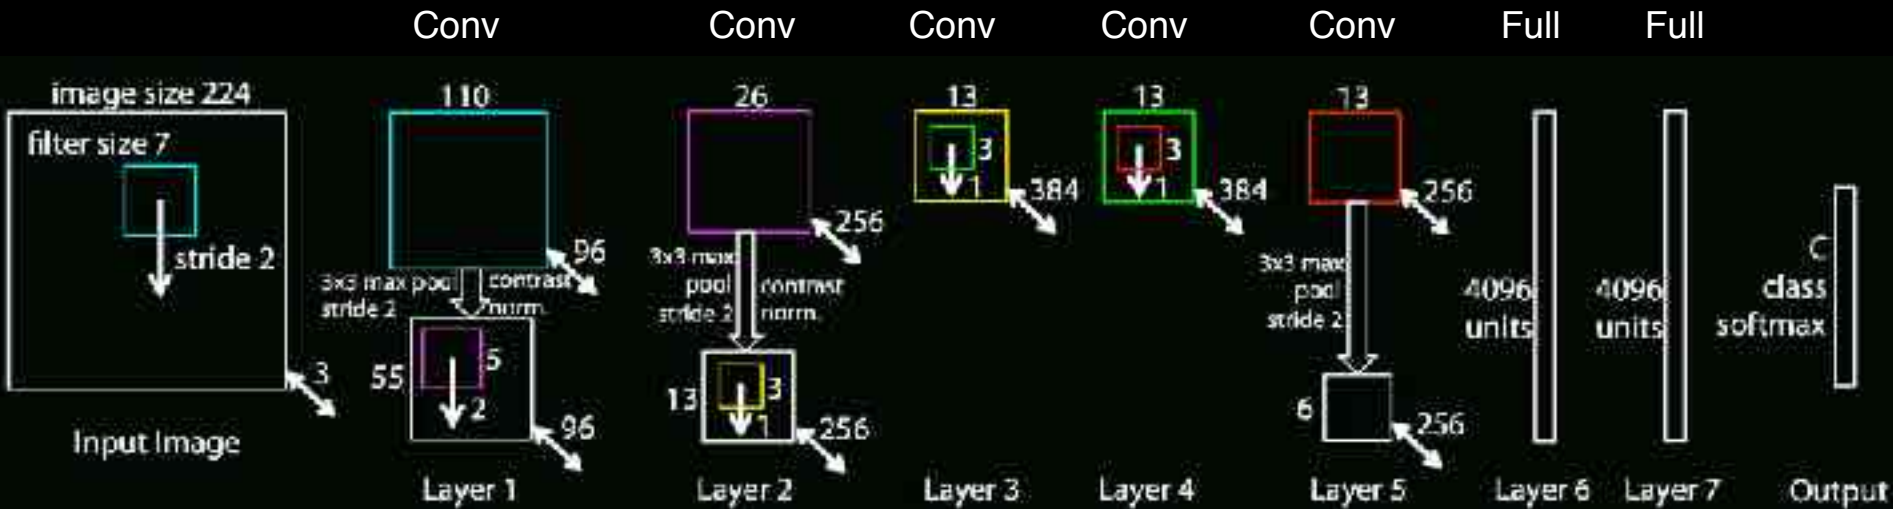 Conv Conv Conv Conv Conv Full Full
image size 224
filter size 7
stride 2
3
Input Image
110
96
3x3 max pool
stride 2
contrast
norm.
55
5
2
96
Layer 1
26
256
3x3 max
pool
stride 2
contrast
norm.
13
3
1
256
Layer 2
13
3
1
384
Layer 3
13
3
1
384
Layer 4
13
256
3x3 max
pool
stride 2
6
256
Layer 5
4096
units
Layer 6
4096
units
Layer 7
C
class
softmax
Output